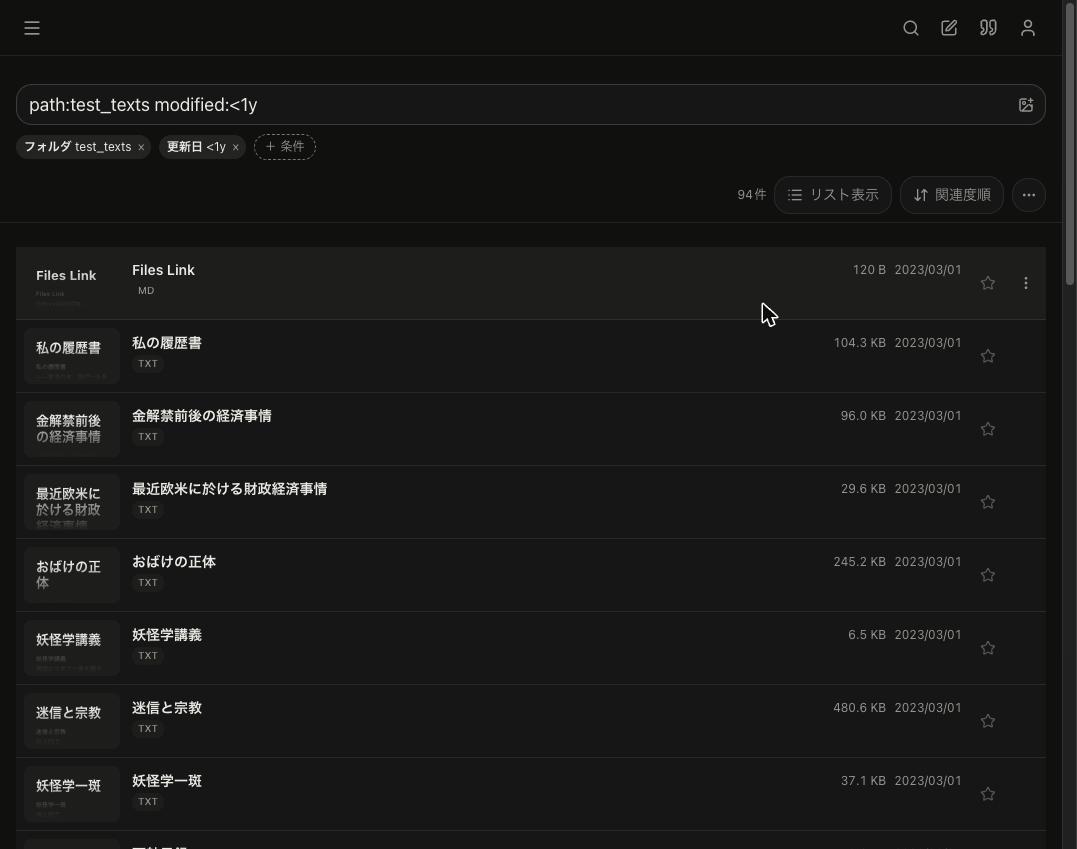 path:test_texts modified:<1y
フォルダ test_texts ×
更新日 <1y ×
+ 条件
94件
リスト表示
関連度順
Files Link
Files Link
MD
120 B 2023/03/01
私の履歴書
私の履歴書
TXT
104.3 KB 2023/03/01
金解禁前後
の経済事情
金解禁前後の経済事情
TXT
96.0 KB 2023/03/01
最近欧米に
於ける財政
経済事情
最近欧米に於ける財政経済事情
TXT
29.6 KB 2023/03/01
おばけの正
体
おばけの正体
TXT
245.2 KB 2023/03/01
妖怪学講義
妖怪学講義
TXT
6.5 KB 2023/03/01
迷信と宗教
迷信と宗教
TXT
480.6 KB 2023/03/01
妖怪学一斑
妖怪学一斑
TXT
37.1 KB 2023/03/01